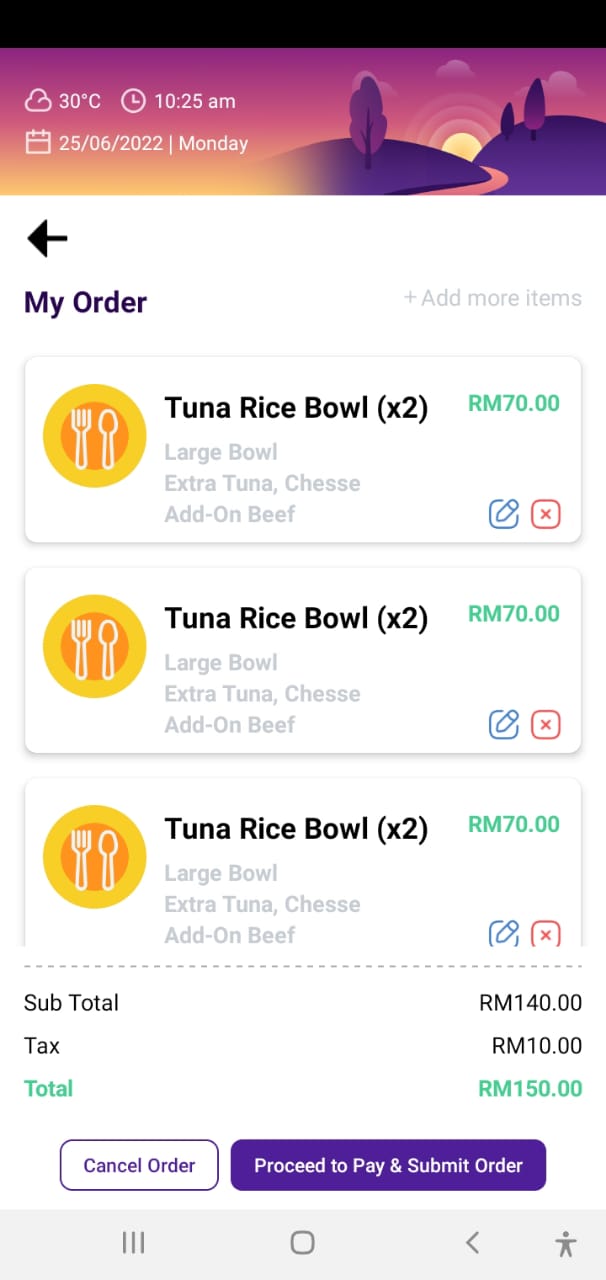 30°C 10:25 am
25/06/2022 | Monday
My Order
+ Add more items
Tuna Rice Bowl (x2) RM70.00
Large Bowl
Extra Tuna, Chesse
Add-On Beef
Tuna Rice Bowl (x2) RM70.00
Large Bowl
Extra Tuna, Chesse
Add-On Beef
Tuna Rice Bowl (x2) RM70.00
Large Bowl
Extra Tuna, Chesse
Add-On Beef
Sub Total RM140.00
Tax RM10.00
Total RM150.00
Cancel Order Proceed to Pay & Submit Order